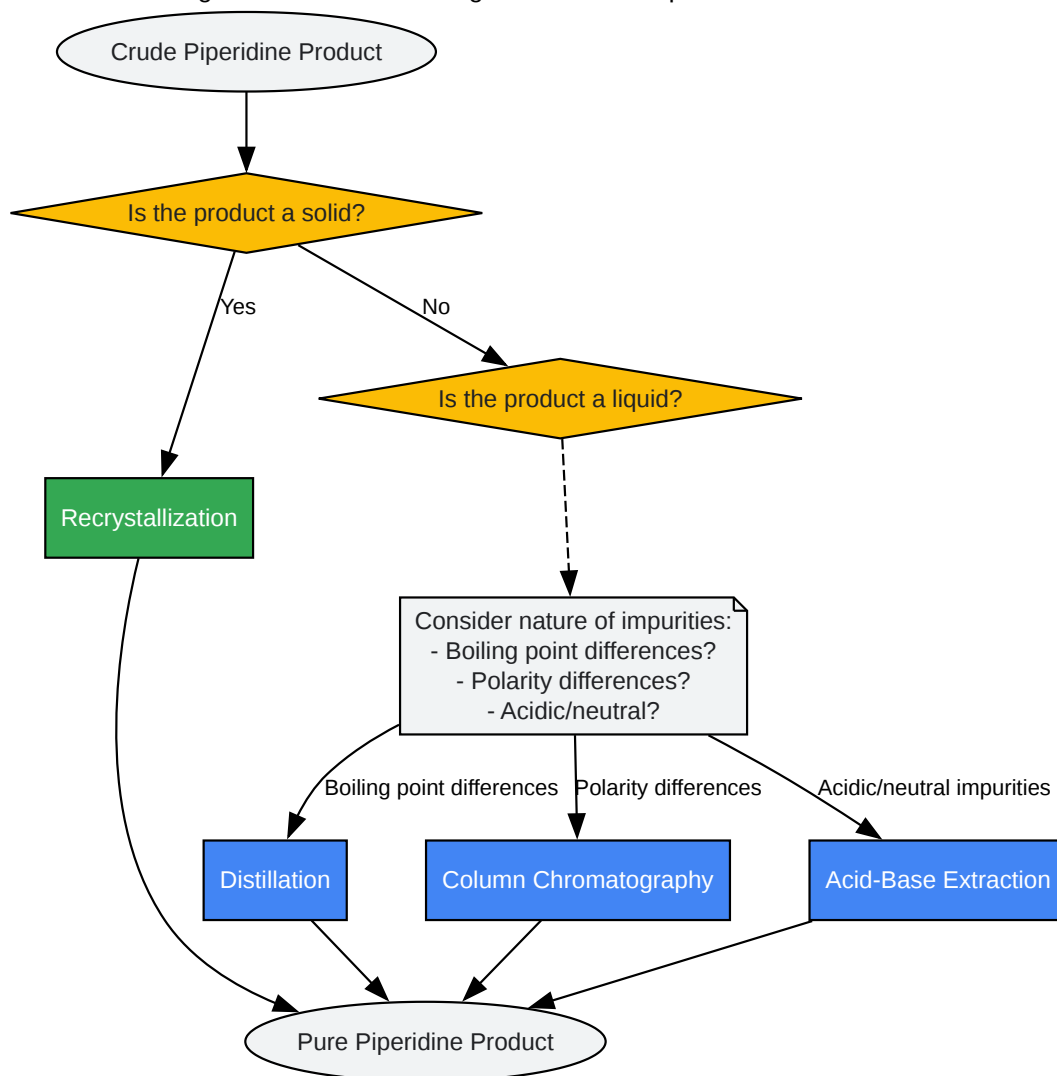 Crude Piperidine Product
Is the product a solid?
Yes
No
Is the product a liquid?
Recrystallization
Consider nature of impurities:
- Boiling point differences?
- Polarity differences?
- Acidic/neutral?
Boiling point differences
Polarity differences
Acidic/neutral impurities
Distillation
Column Chromatography
Acid-Base Extraction
Pure Piperidine Product